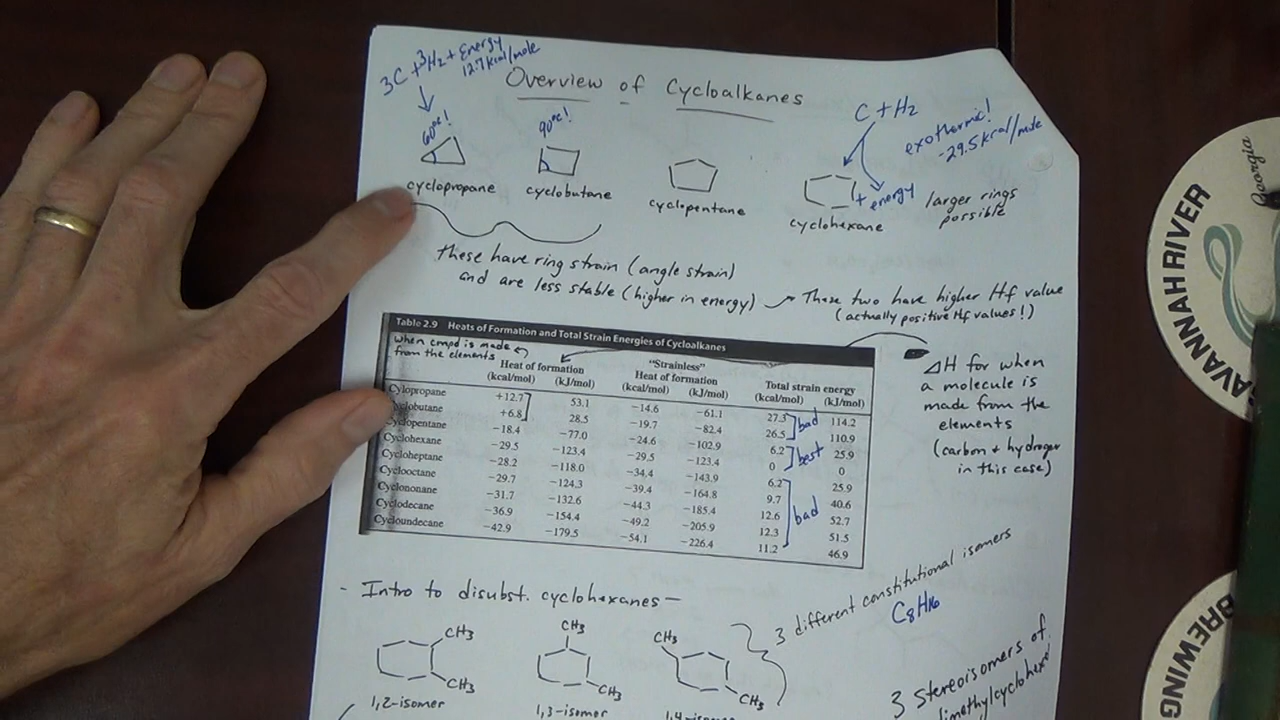 3C + 3H2 + Energy
12.7 kcal/mole
Overview of Cycloalkanes
C + H2
exothermic!
-29.5 kcal/mole
60°!
90°!
cyclopropane
cyclobutane
cyclopentane
cyclohexane
+ energy
larger rings
possible
these have ring strain (angle strain)
and are less stable (higher in energy)
These two have higher Hf value
(actually positive Hf values!)
Table 2.9 Heats of Formation and Total Strain Energies of Cycloalkanes
when cmpd is made
from the elements
Heat of formation "Strainless" Heat of formation Total strain energy
(kcal/mol) (kJ/mol) (kcal/mol) (kJ/mol) (kcal/mol) (kJ/mol)
Cylopropane +12.7 53.1 −14.6 −61.1 27.3 114.2
Cyclobutane +6.8 28.5 −19.7 −82.4 26.5 110.9
Cyclopentane −18.4 −77.0 −24.6 −102.9 6.2 25.9
Cyclohexane −29.5 −123.4 −29.5 −123.4 0 0
Cycloheptane −28.2 −118.0 −34.4 −143.9 6.2 25.9
Cyclooctane −29.7 −124.3 −39.4 −164.8 9.7 40.6
Cyclononane −31.7 −132.6 −44.3 −185.4 12.6 52.7
Cyclodecane −36.9 −154.4 −49.2 −205.9 12.3 51.5
Cycloundecane −42.9 −179.5 −54.1 −226.4 11.2 46.9
bad
best
bad
ΔH for when
a molecule is
made from the
elements
(carbon + hydrogen
in this case)
- Intro to disubst. cyclohexanes—
3 different constitutional isomers
C8H16
CH3
CH3
CH3
CH3
CH3
CH3
1,2-isomer
1,3-isomer
3 stereoisomers of
SAVANNAH RIVER
Georgia
BREWING